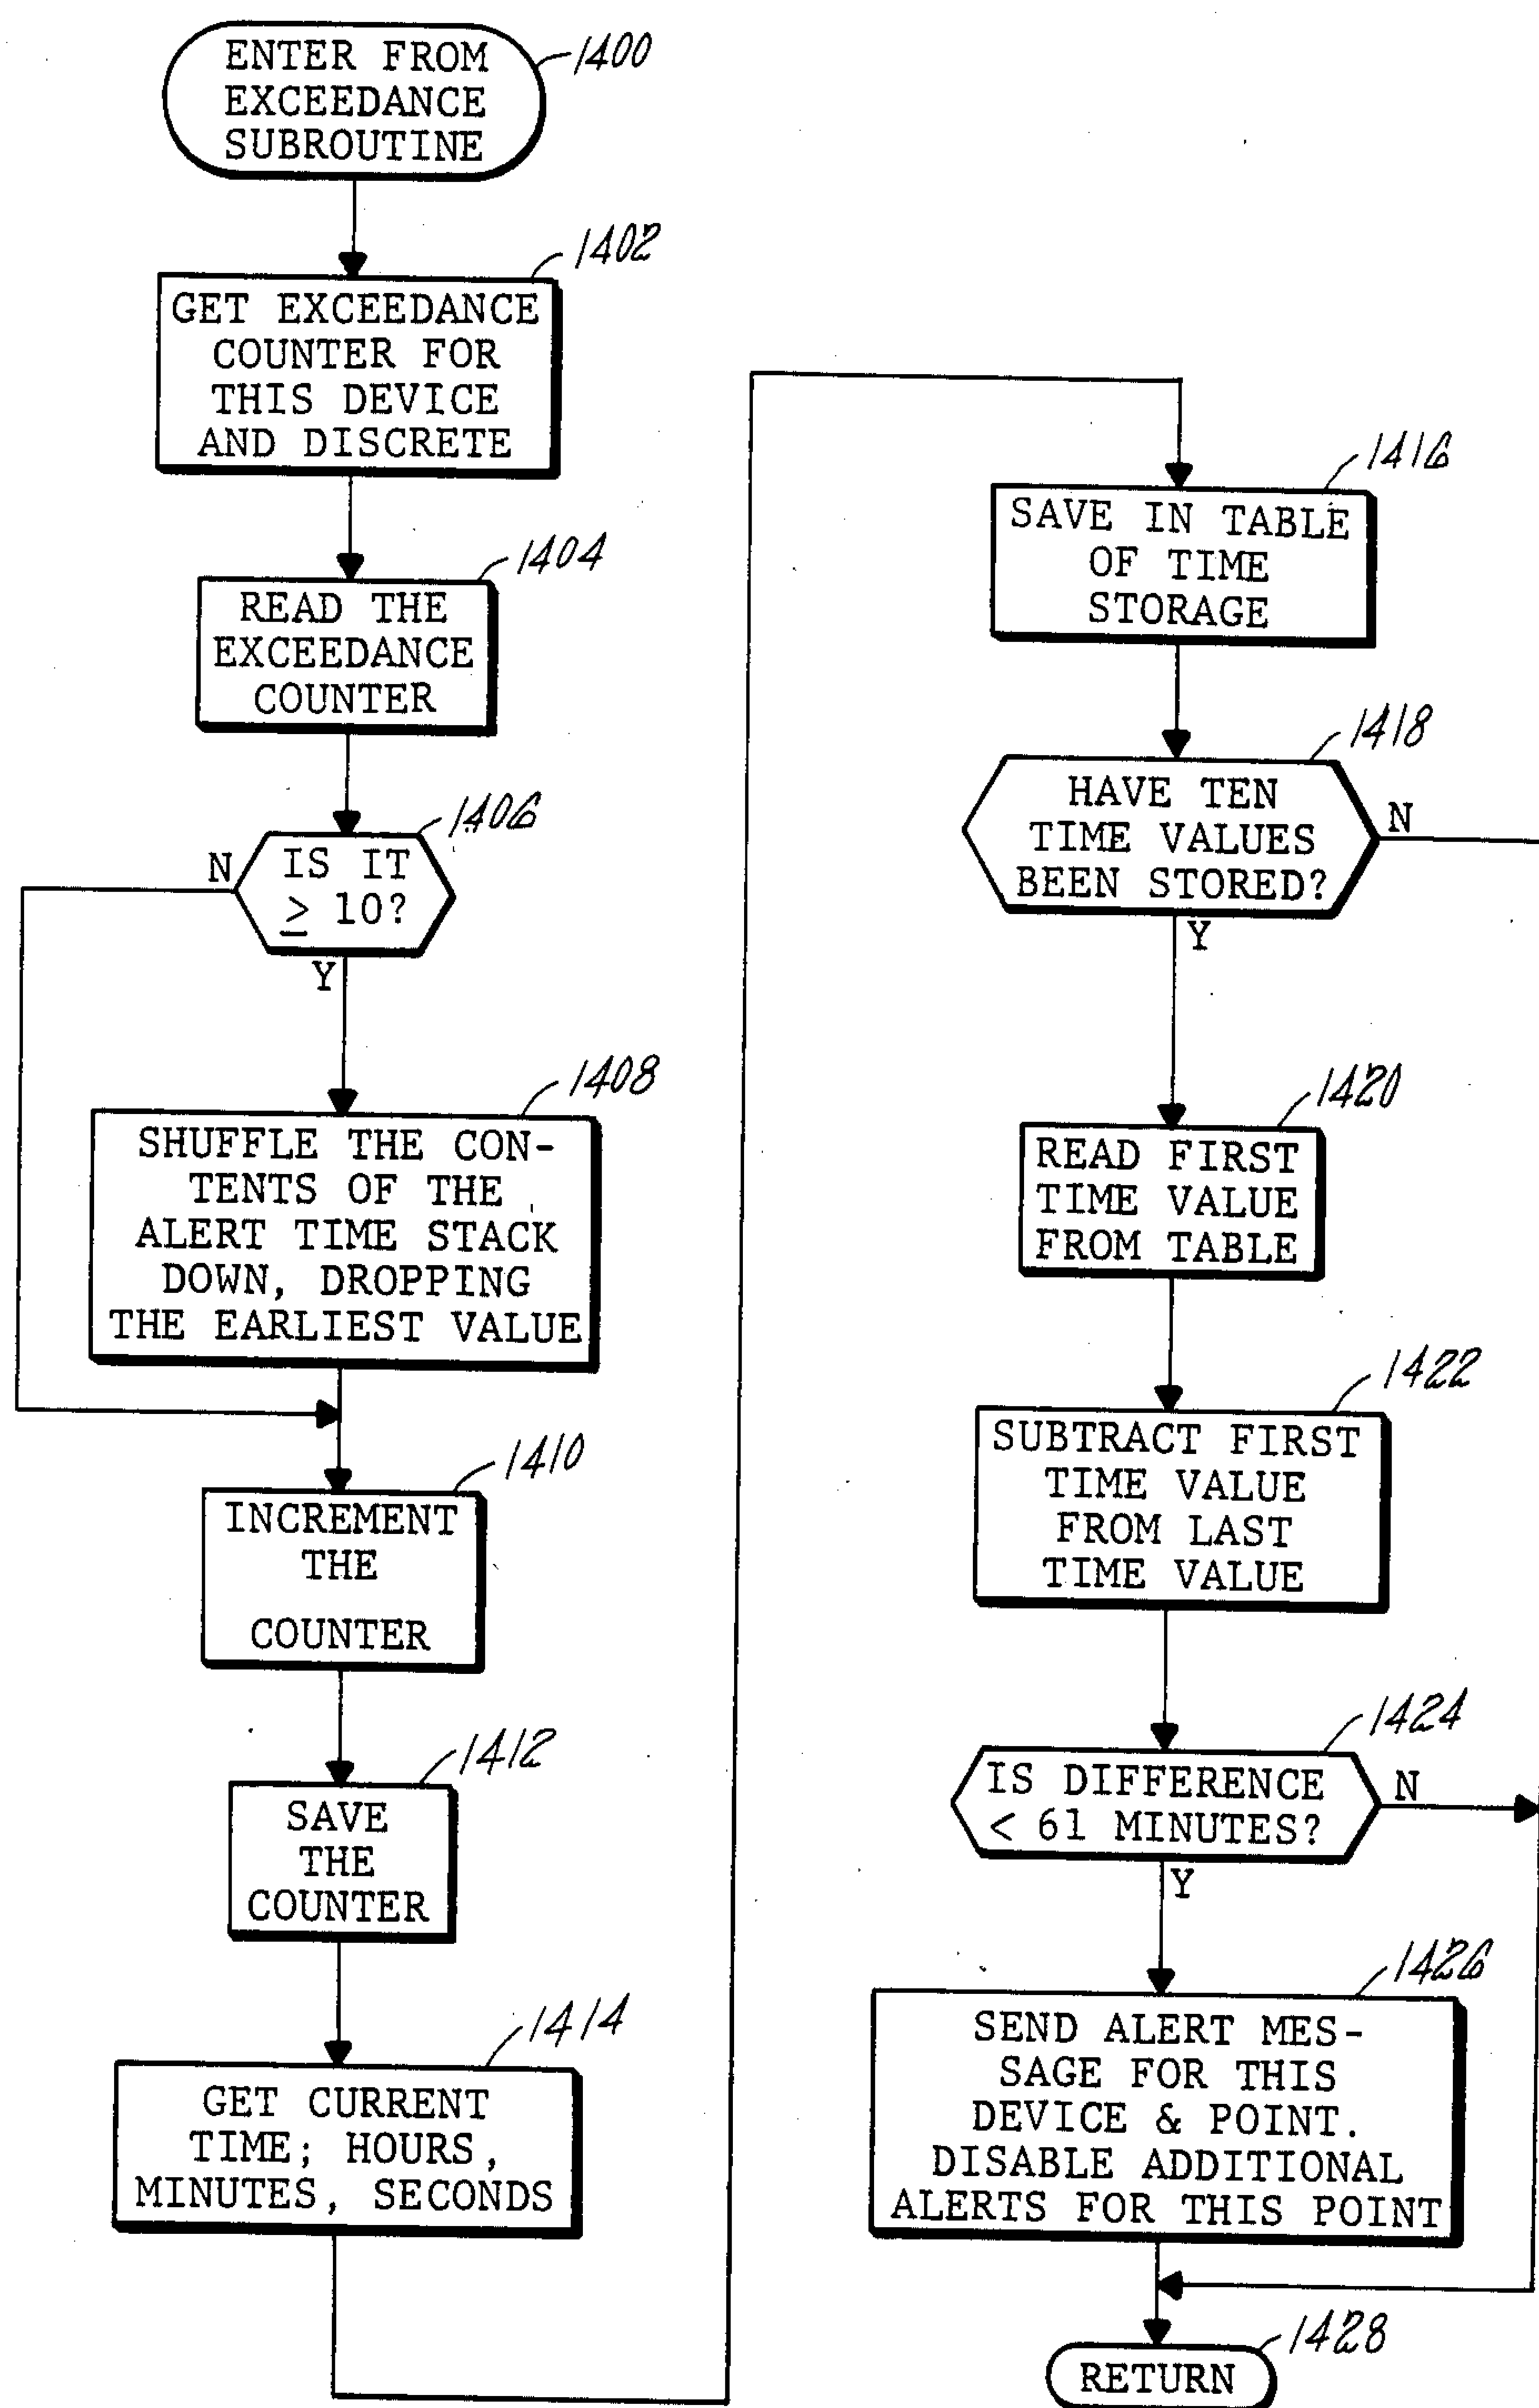 ENTER FROM
EXCEEDANCE
SUBROUTINE
1400
1402
GET EXCEEDANCE
COUNTER FOR
THIS DEVICE
AND DISCRETE
1404
READ THE
EXCEEDANCE
COUNTER
1406
N
IS IT
≥ 10?
Y
1408
SHUFFLE THE CON-
TENTS OF THE
ALERT TIME STACK
DOWN, DROPPING
THE EARLIEST VALUE
1410
INCREMENT
THE
COUNTER
1412
SAVE
THE
COUNTER
1414
GET CURRENT
TIME; HOURS,
MINUTES, SECONDS
1416
SAVE IN TABLE
OF TIME
STORAGE
1418
HAVE TEN
TIME VALUES
BEEN STORED?
N
Y
1420
READ FIRST
TIME VALUE
FROM TABLE
1422
SUBTRACT FIRST
TIME VALUE
FROM LAST
TIME VALUE
1424
IS DIFFERENCE
< 61 MINUTES?
N
Y
1426
SEND ALERT MES-
SAGE FOR THIS
DEVICE & POINT.
DISABLE ADDITIONAL
ALERTS FOR THIS POINT
1428
RETURN